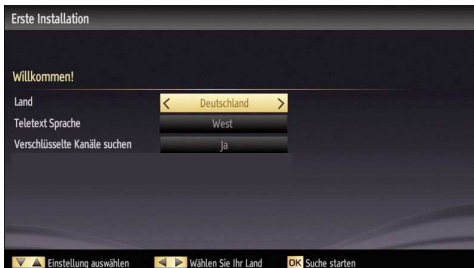 Erste Installation
Willkommen!
Land Deutschland
Teletext Sprache West
Verschlüsselte Kanäle suchen Ja
Einstellung auswählen Wählen Sie Ihr Land OK Suche starten